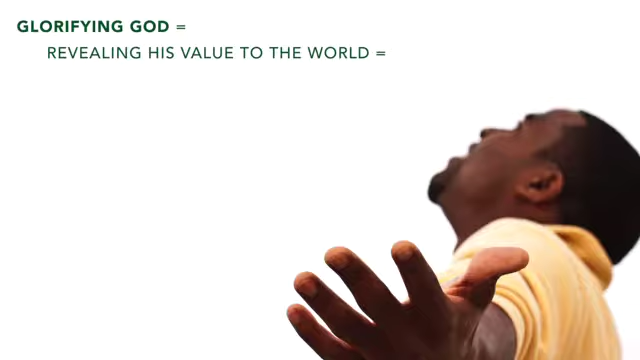 GLORIFYING GOD =
REVEALING HIS VALUE TO THE WORLD =